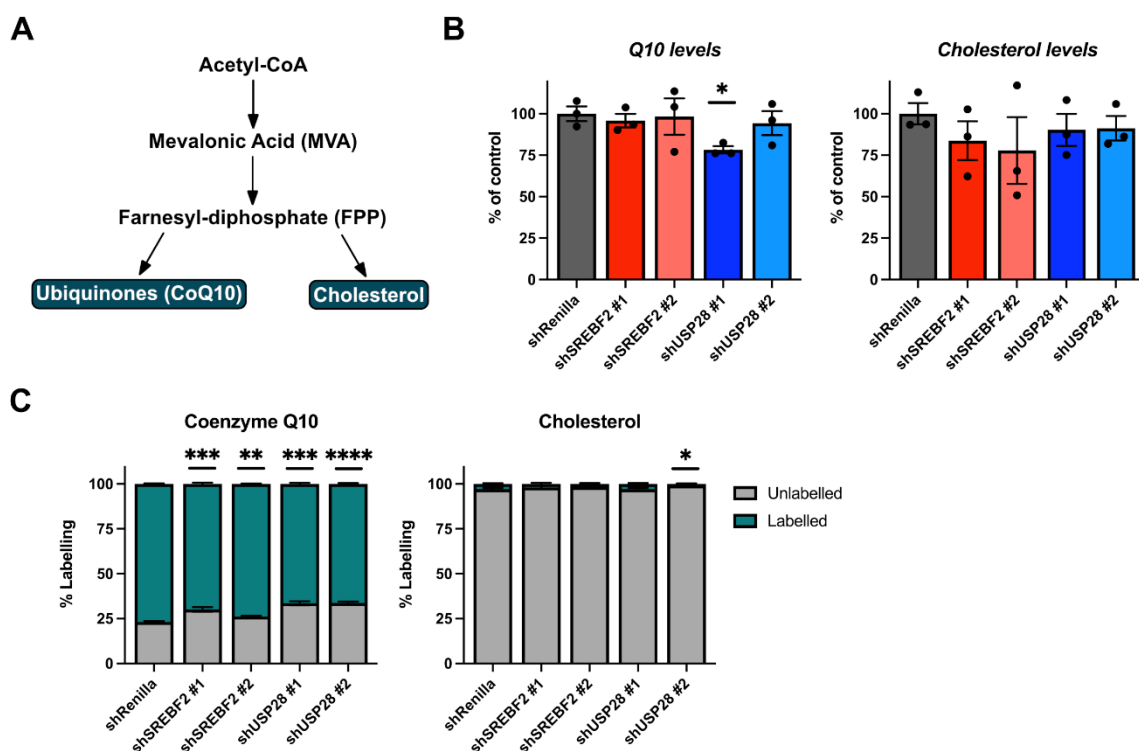 A
Acetyl-CoA
Mevalonic Acid (MVA)
Farnesyl-diphosphate (FPP)
Ubiquinones (CoQ10)
Cholesterol
B
Q10 levels
*
% of control
100
75
50
25
0
shRenilla
shSREBF2 #1
shSREBF2 #2
shUSP28 #1
shUSP28 #2
Cholesterol levels
% of control
100
75
50
25
0
shRenilla
shSREBF2 #1
shSREBF2 #2
shUSP28 #1
shUSP28 #2
C
Coenzyme Q10
*** ** *** ****
% Labelling
100
75
50
25
0
shRenilla
shSREBF2 #1
shSREBF2 #2
shUSP28 #1
shUSP28 #2
Cholesterol
*
% Labelling
100
75
50
25
0
shRenilla
shSREBF2 #1
shSREBF2 #2
shUSP28 #1
shUSP28 #2
Unlabelled
Labelled